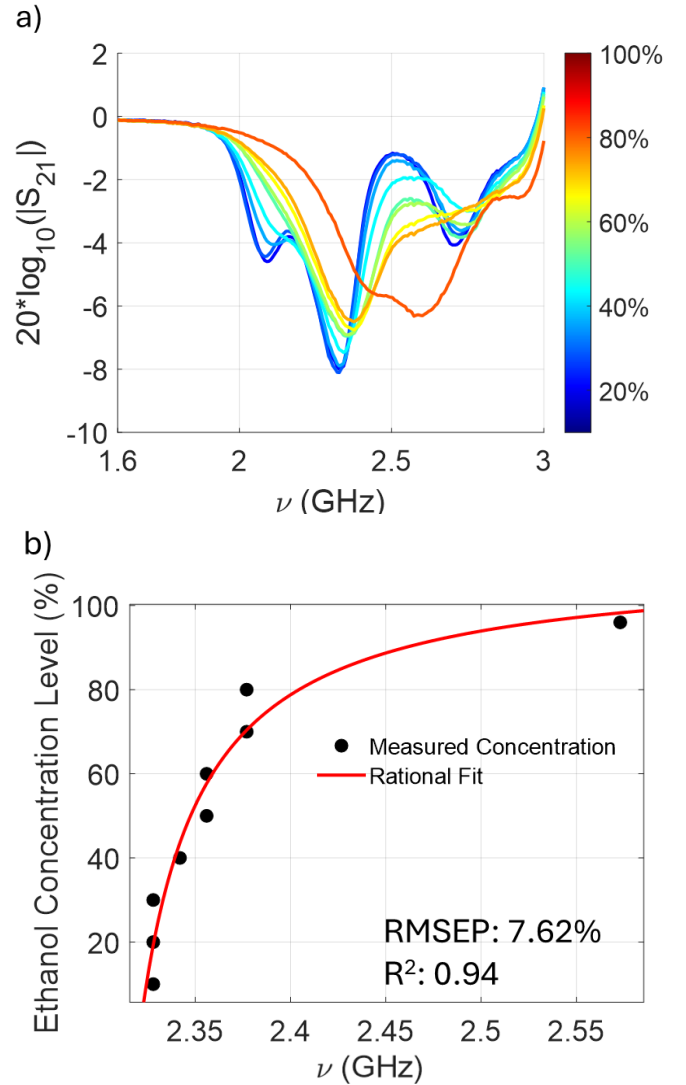 a)
20*log10(|S21|)
2
0
-2
-4
-6
-8
-10
1.6
2
2.5
3
ν (GHz)
100%
80%
60%
40%
20%
b)
Ethanol Concentration Level (%)
100
80
60
40
20
Measured Concentration
Rational Fit
RMSEP: 7.62%
R²: 0.94
2.35
2.4
2.45
2.5
2.55
ν (GHz)